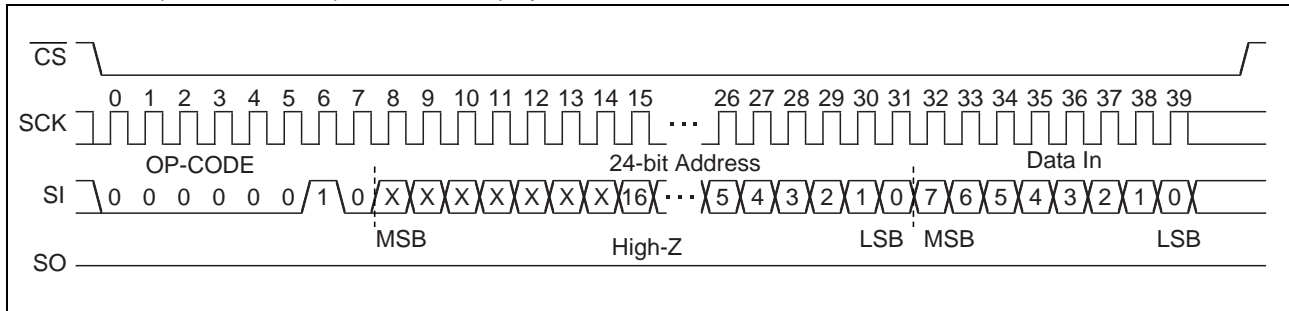 CS
0 1 2 3 4 5 6 7 8 9 10 11 12 13 14 15 26 27 28 29 30 31 32 33 34 35 36 37 38 39
SCK ···
OP-CODE 24-bit Address Data In
SI 0 0 0 0 0 0 1 0 X X X X X X X 16 ··· 5 4 3 2 1 0 7 6 5 4 3 2 1 0
MSB High-Z LSB MSB LSB
SO